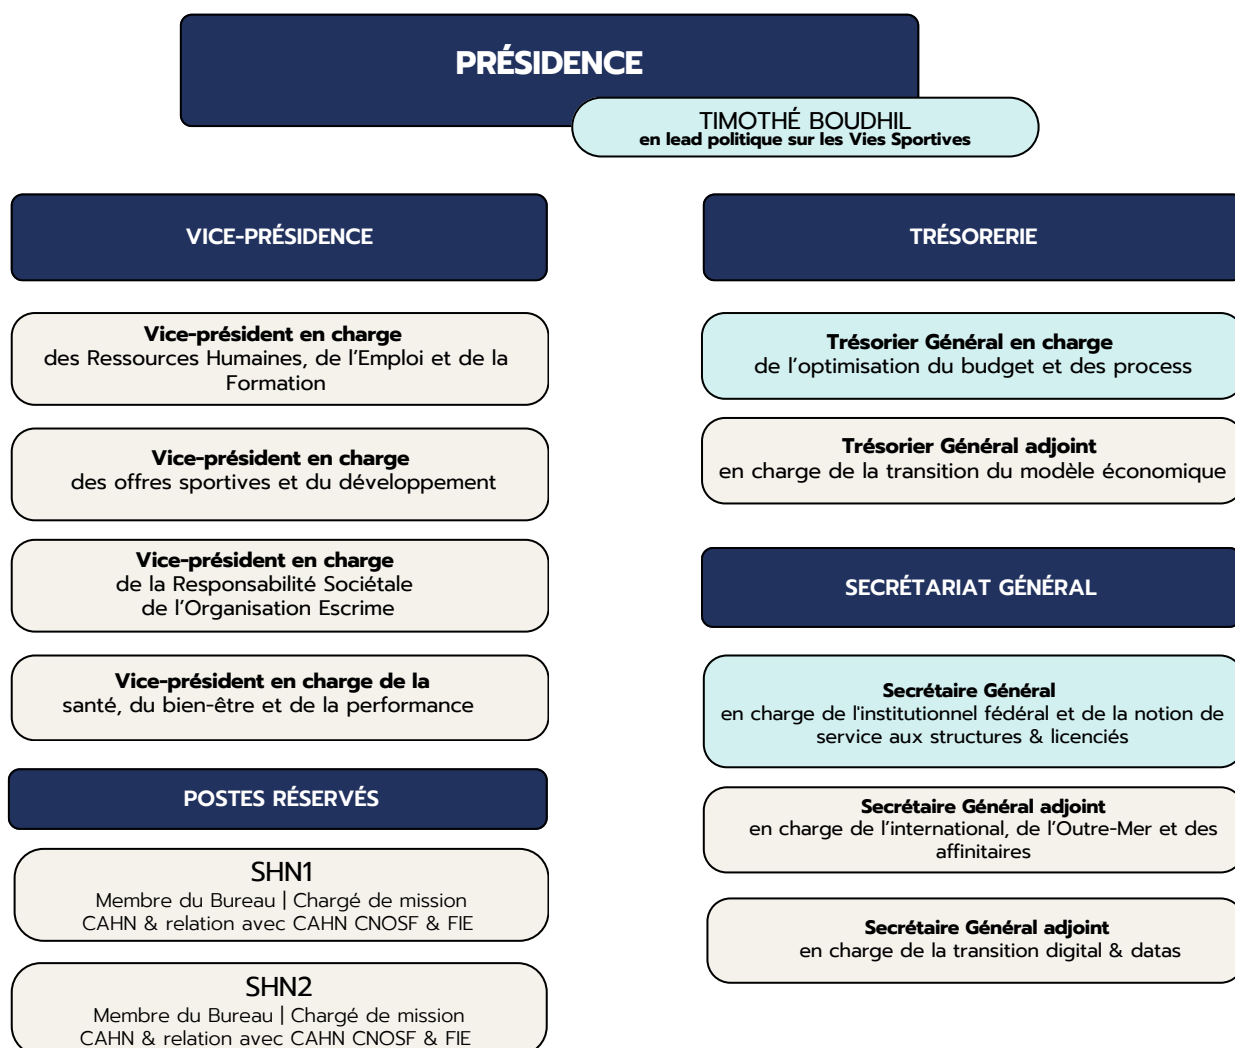 PRÉSIDENCE
TIMOTHÉ BOUDHIL
en lead politique sur les Vies Sportives
VICE-PRÉSIDENCE
Vice-président en charge
des Ressources Humaines, de l'Emploi et de la
Formation
Vice-président en charge
des offres sportives et du développement
Vice-président en charge
de la Responsabilité Sociétale
de l'Organisation Escrime
Vice-président en charge de la
santé, du bien-être et de la performance
POSTES RÉSERVÉS
SHN1
Membre du Bureau | Chargé de mission
CAHN & relation avec CAHN CNOSF & FIE
SHN2
Membre du Bureau | Chargé de mission
CAHN & relation avec CAHN CNOSF & FIE
TRÉSORERIE
Trésorier Général en charge
de l'optimisation du budget et des process
Trésorier Général adjoint
en charge de la transition du modèle économique
SECRÉTARIAT GÉNÉRAL
Secrétaire Général
en charge de l'institutionnel fédéral et de la notion de
service aux structures & licenciés
Secrétaire Général adjoint
en charge de l'international, de l'Outre-Mer et des
affinitaires
Secrétaire Général adjoint
en charge de la transition digital & datas